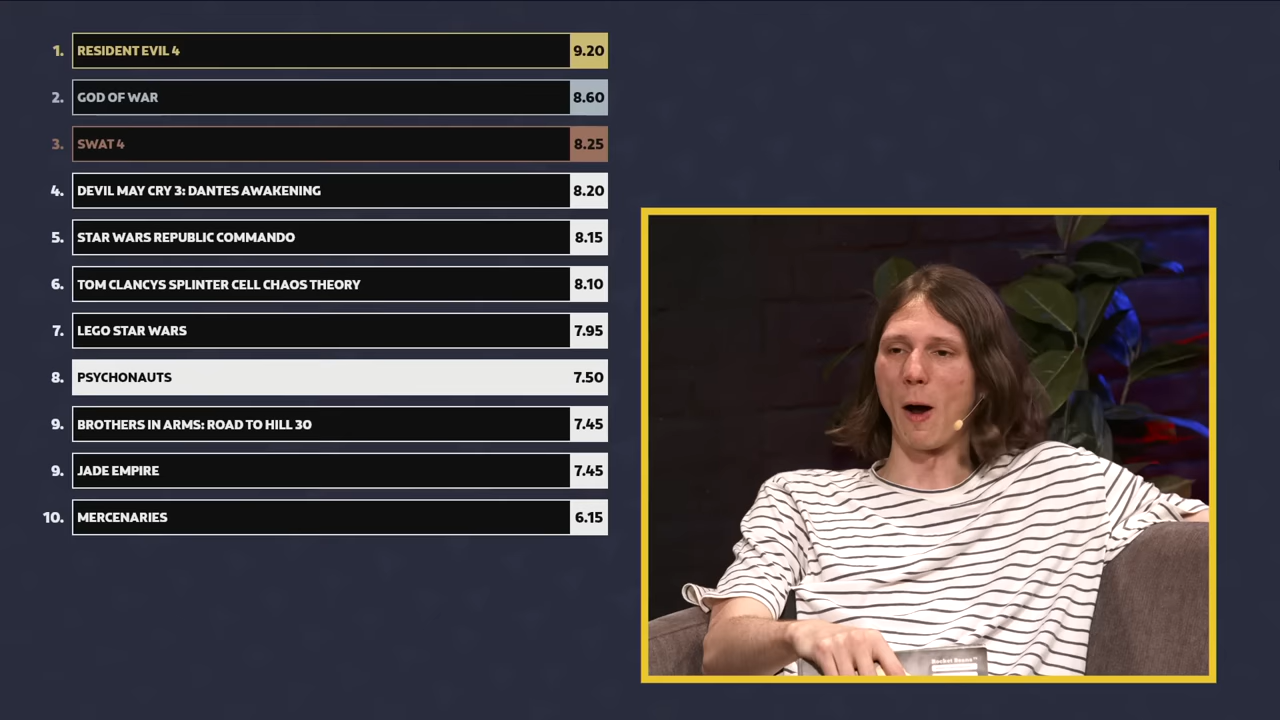 1. RESIDENT EVIL 4 9.20
2. GOD OF WAR 8.60
3. SWAT 4 8.25
4. DEVIL MAY CRY 3: DANTES AWAKENING 8.20
5. STAR WARS REPUBLIC COMMANDO 8.15
6. TOM CLANCYS SPLINTER CELL CHAOS THEORY 8.10
7. LEGO STAR WARS 7.95
8. PSYCHONAUTS 7.50
9. BROTHERS IN ARMS: ROAD TO HILL 30 7.45
9. JADE EMPIRE 7.45
10. MERCENARIES 6.15
Rocket Beans